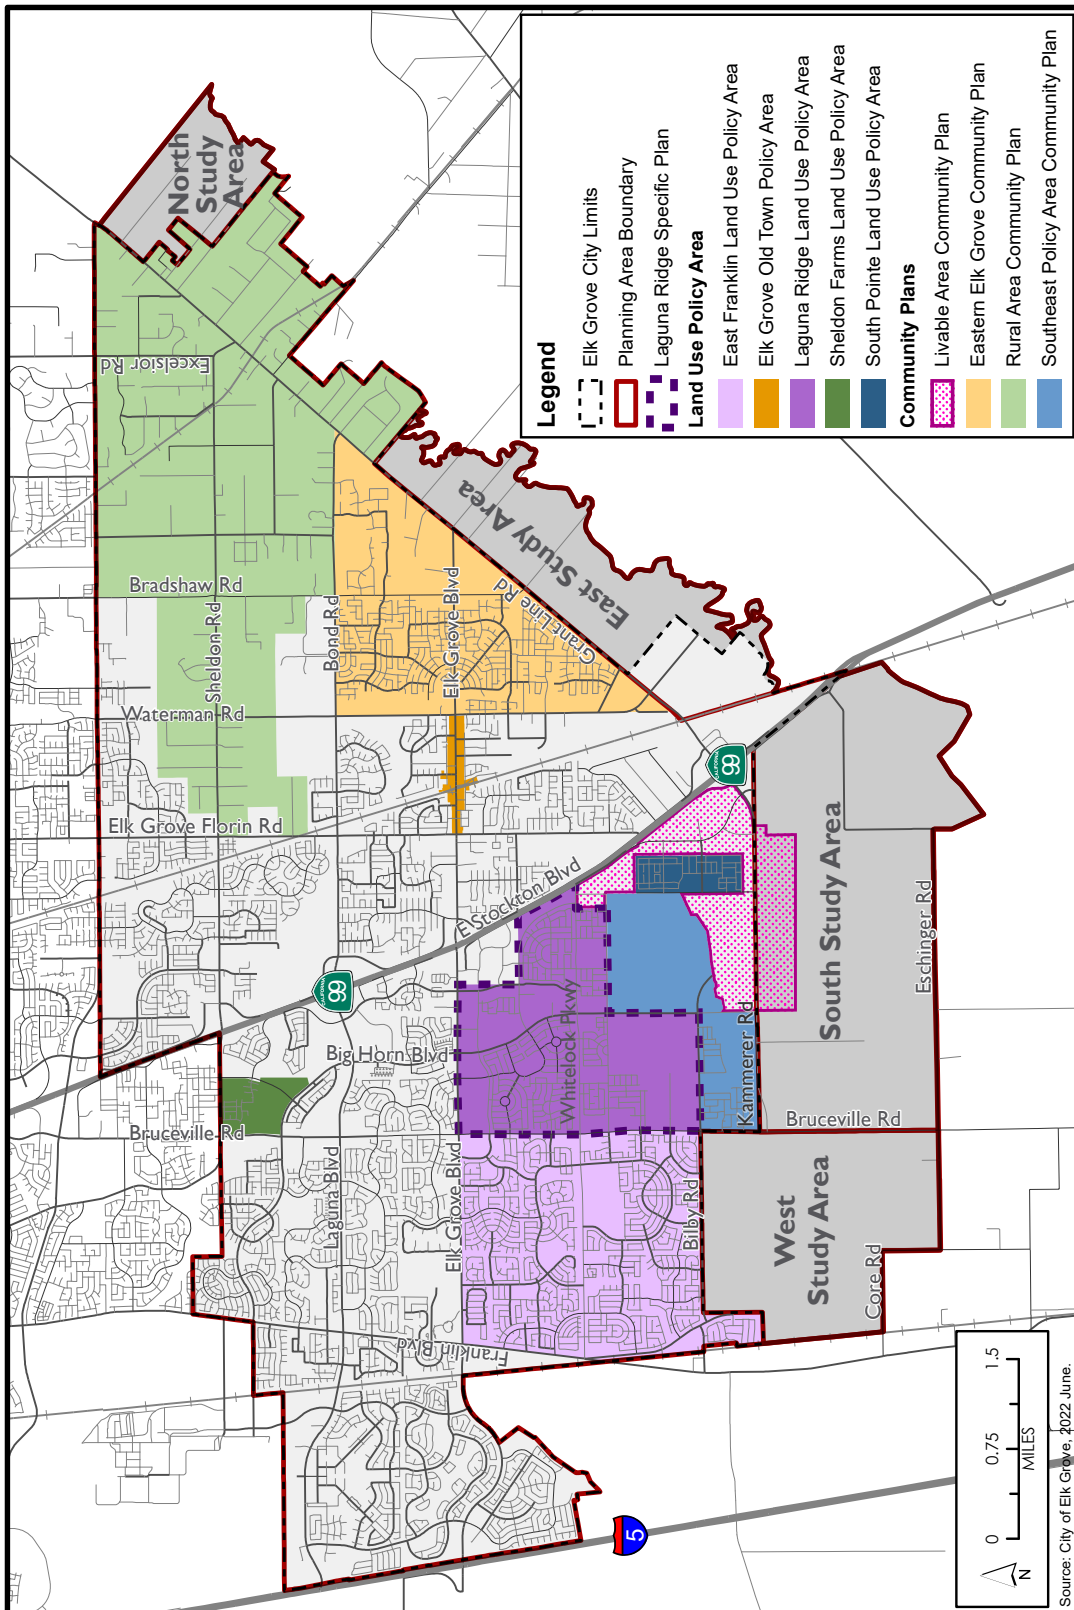 North
Study
Area
Excelsior Rd
Bradshaw Rd
Sheldon Rd
Bond Rd
Elk Grove Blvd
Grant Line Rd
East Study Area
Waterman Rd
Elk Grove Florin Rd
E Stockton Blvd
CALIFORNIA
99
CALIFORNIA
99
Big Horn Blvd
Whitelock Pkwy
Kammerer Rd
South Study Area
Eschinger Rd
Bruceville Rd
Bruceville Rd
Laguna Blvd
Elk Grove Blvd
Bilby Rd
West
Study Area
Core Rd
Franklin Blvd
5
Legend
Elk Grove City Limits
Planning Area Boundary
Laguna Ridge Specific Plan
Land Use Policy Area
East Franklin Land Use Policy Area
Elk Grove Old Town Policy Area
Laguna Ridge Land Use Policy Area
Sheldon Farms Land Use Policy Area
South Pointe Land Use Policy Area
Community Plans
Livable Area Community Plan
Eastern Elk Grove Community Plan
Rural Area Community Plan
Southeast Policy Area Community Plan
N
0 0.75 1.5
MILES
Source: City of Elk Grove, 2022 June.